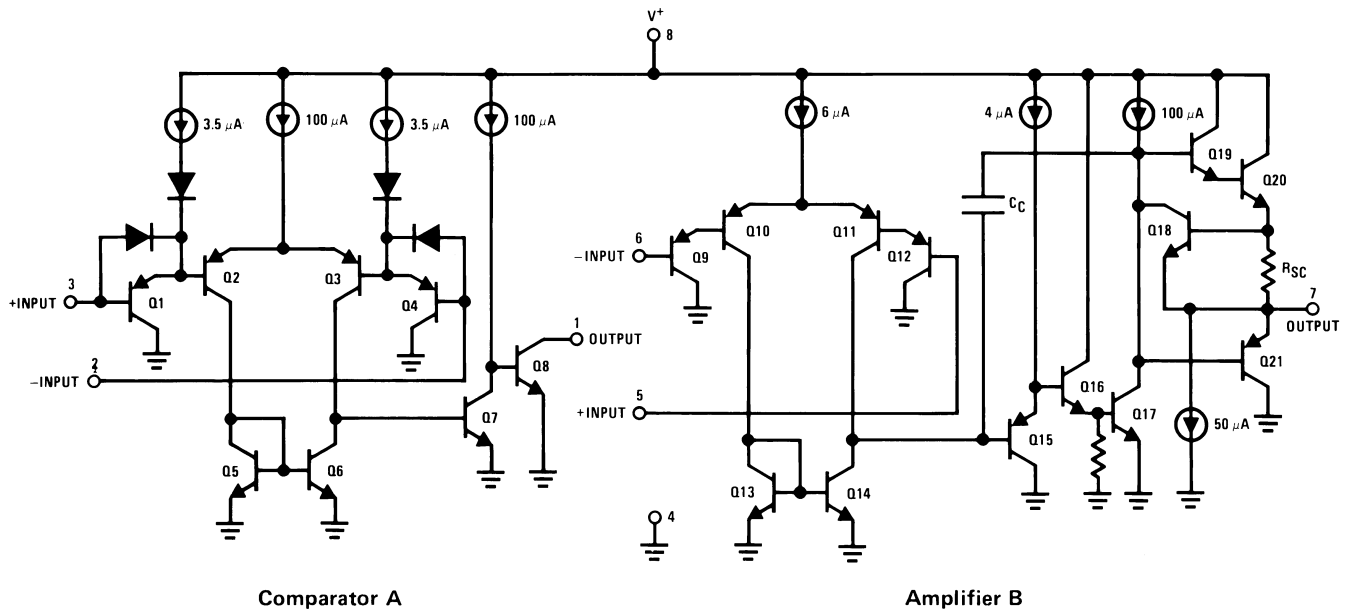 V+
8
3.5 μA
100 μA
3.5 μA
100 μA
6 μA
4 μA
100 μA
Q19
Q20
CC
Q18
Q10
Q11
6
−INPUT
Q9
Q12
RSC
7
OUTPUT
Q2
Q3
3
+INPUT
Q1
Q4
1
OUTPUT
Q8
Q21
2
−INPUT
Q7
5
+INPUT
Q16
Q17
50 μA
Q15
Q5
Q6
Q13
Q14
4
Comparator A
Amplifier B